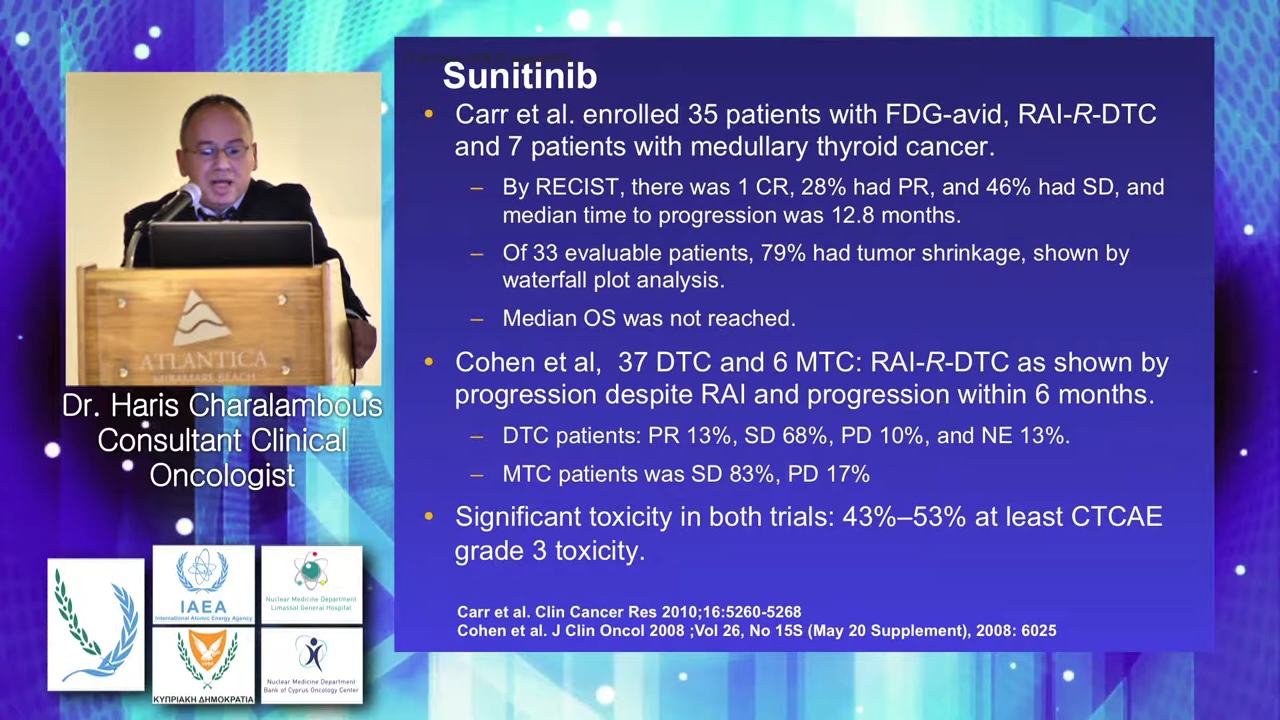 Sunitinib
• Carr et al. enrolled 35 patients with FDG-avid, RAI-R-DTC
and 7 patients with medullary thyroid cancer.
– By RECIST, there was 1 CR, 28% had PR, and 46% had SD, and
median time to progression was 12.8 months.
– Of 33 evaluable patients, 79% had tumor shrinkage, shown by
waterfall plot analysis.
– Median OS was not reached.
• Cohen et al, 37 DTC and 6 MTC: RAI-R-DTC as shown by
progression despite RAI and progression within 6 months.
– DTC patients: PR 13%, SD 68%, PD 10%, and NE 13%.
– MTC patients was SD 83%, PD 17%
• Significant toxicity in both trials: 43%–53% at least CTCAE
grade 3 toxicity.
Carr et al. Clin Cancer Res 2010;16:5260-5268
Cohen et al. J Clin Oncol 2008 ;Vol 26, No 15S (May 20 Supplement), 2008: 6025
ATLANTICA
MIRAMARE BEACH
Dr. Haris Charalambous
Consultant Clinical
Oncologist
IAEA
International Atomic Energy Agency
Nuclear Medicine Department
Limassol General Hospital
ΚΥΠΡΙΑΚΗ ΔΗΜΟΚΡΑΤΙΑ
Nuclear Medicine Department
Bank of Cyprus Oncology Center